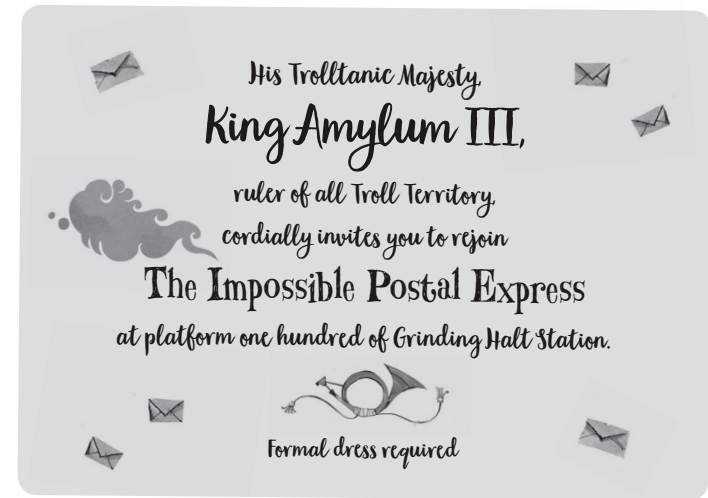 His Trolltanic Majesty,
King Amylum III,
ruler of all Troll Territory,
cordially invites you to rejoin
The Impossible Postal Express
at platform one hundred of Grinding Halt Station.
Formal dress required